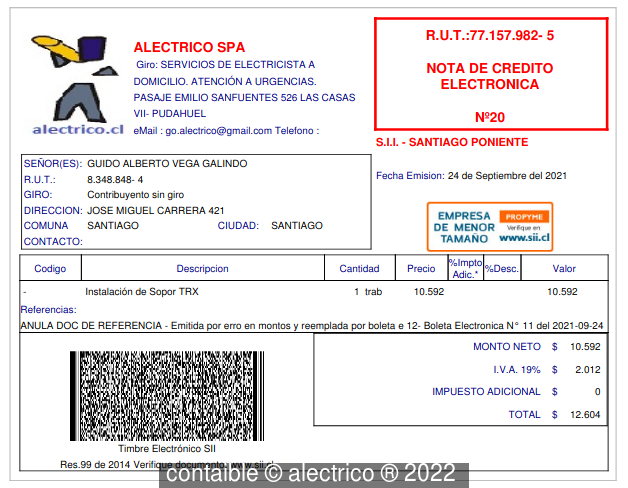 alectrico.cl
ALECTRICO SPA
Giro: SERVICIOS DE ELECTRICISTA A
DOMICILIO. ATENCIÓN A URGENCIAS.
PASAJE EMILIO SANFUENTES 526 LAS CASAS
VII- PUDAHUEL
eMail : go.alectrico@gmail.com Telefono :
R.U.T.:77.157.982- 5
NOTA DE CREDITO
ELECTRONICA
Nº20
S.I.I. - SANTIAGO PONIENTE
Fecha Emision: 24 de Septiembre del 2021
SEÑOR(ES): GUIDO ALBERTO VEGA GALINDO
R.U.T.: 8.348.848- 4
GIRO: Contribuyento sin giro
DIRECCION: JOSE MIGUEL CARRERA 421
COMUNA SANTIAGO CIUDAD: SANTIAGO
CONTACTO:
EMPRESA
DE MENOR
TAMAÑO
PROPYME
Verifique en
www.sii.cl
Codigo Descripcion Cantidad Precio %Impto Adic.* %Desc. Valor
- Instalación de Sopor TRX 1 trab 10.592 10.592
Referencias:
ANULA DOC DE REFERENCIA - Emitida por erro en montos y reemplada por boleta e 12- Boleta Electronica N° 11 del 2021-09-24
MONTO NETO $ 10.592
I.V.A. 19% $ 2.012
IMPUESTO ADICIONAL $ 0
TOTAL $ 12.604
Timbre Electrónico SII
Res.99 de 2014 Verifique documento: www.sii.cl
contaible © alectrico ® 2022